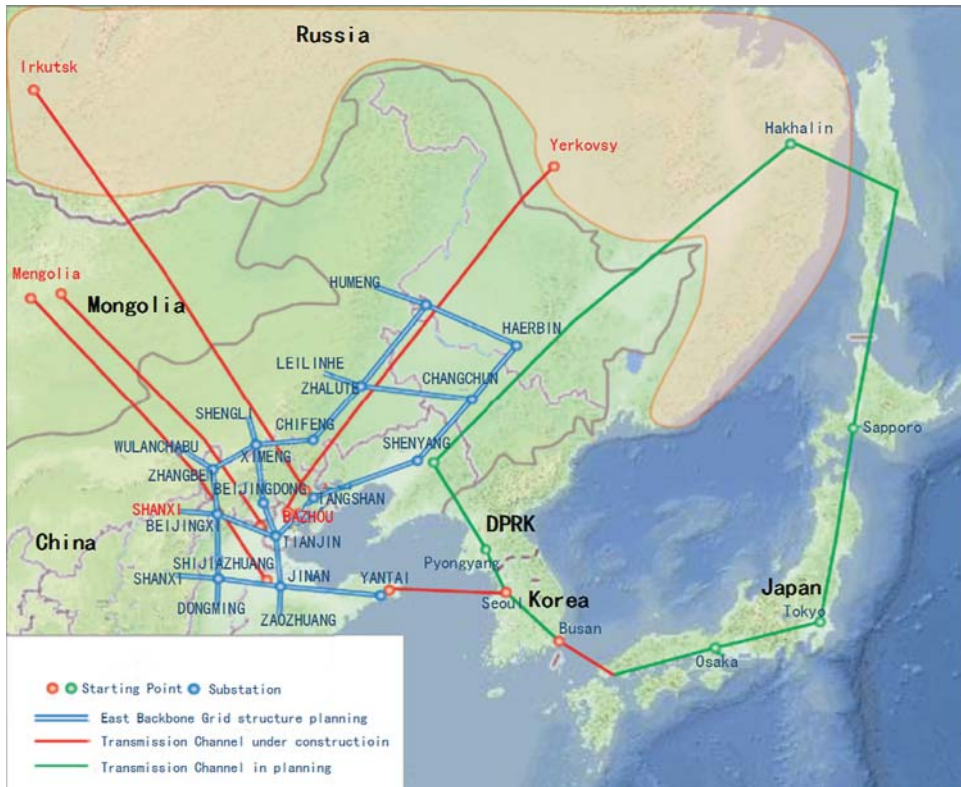 Russia
Irkutsk
Hakhalin
Yerkovsy
Mengolia
Mongolia
HUMENG
HAERBIN
LEILINHE
ZHALUTE
CHANGCHUN
SHENGLI
CHIFENG
WULANCHABU
XIMENG
SHENYANG
ZHANGBEI
BEIJINGDONG
TANGSHAN
SHANXI
BAZHOU
BEIJINGXI
TIANJIN
China
DPRK
Pyongyang
SHIJIAZHUANG
SHANXI
JINAN
YANTAI
DONGMING
ZAOZHUANG
Seoul
Korea
Busan
Sapporo
Japan
Tokyo
Osaka
Starting Point
Substation
East Backbone Grid structure planning
Transmission Channel under constructioin
Transmission Channel in planning